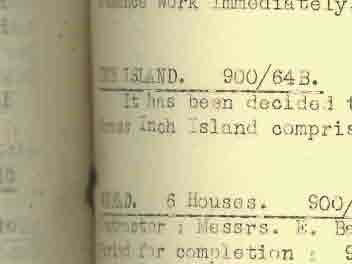 work immediately.
ISLAND. 900/64B.
It has been decided
Inch Island compris
6 Houses. 900/
: Messrs. E. Be
for completion : 9